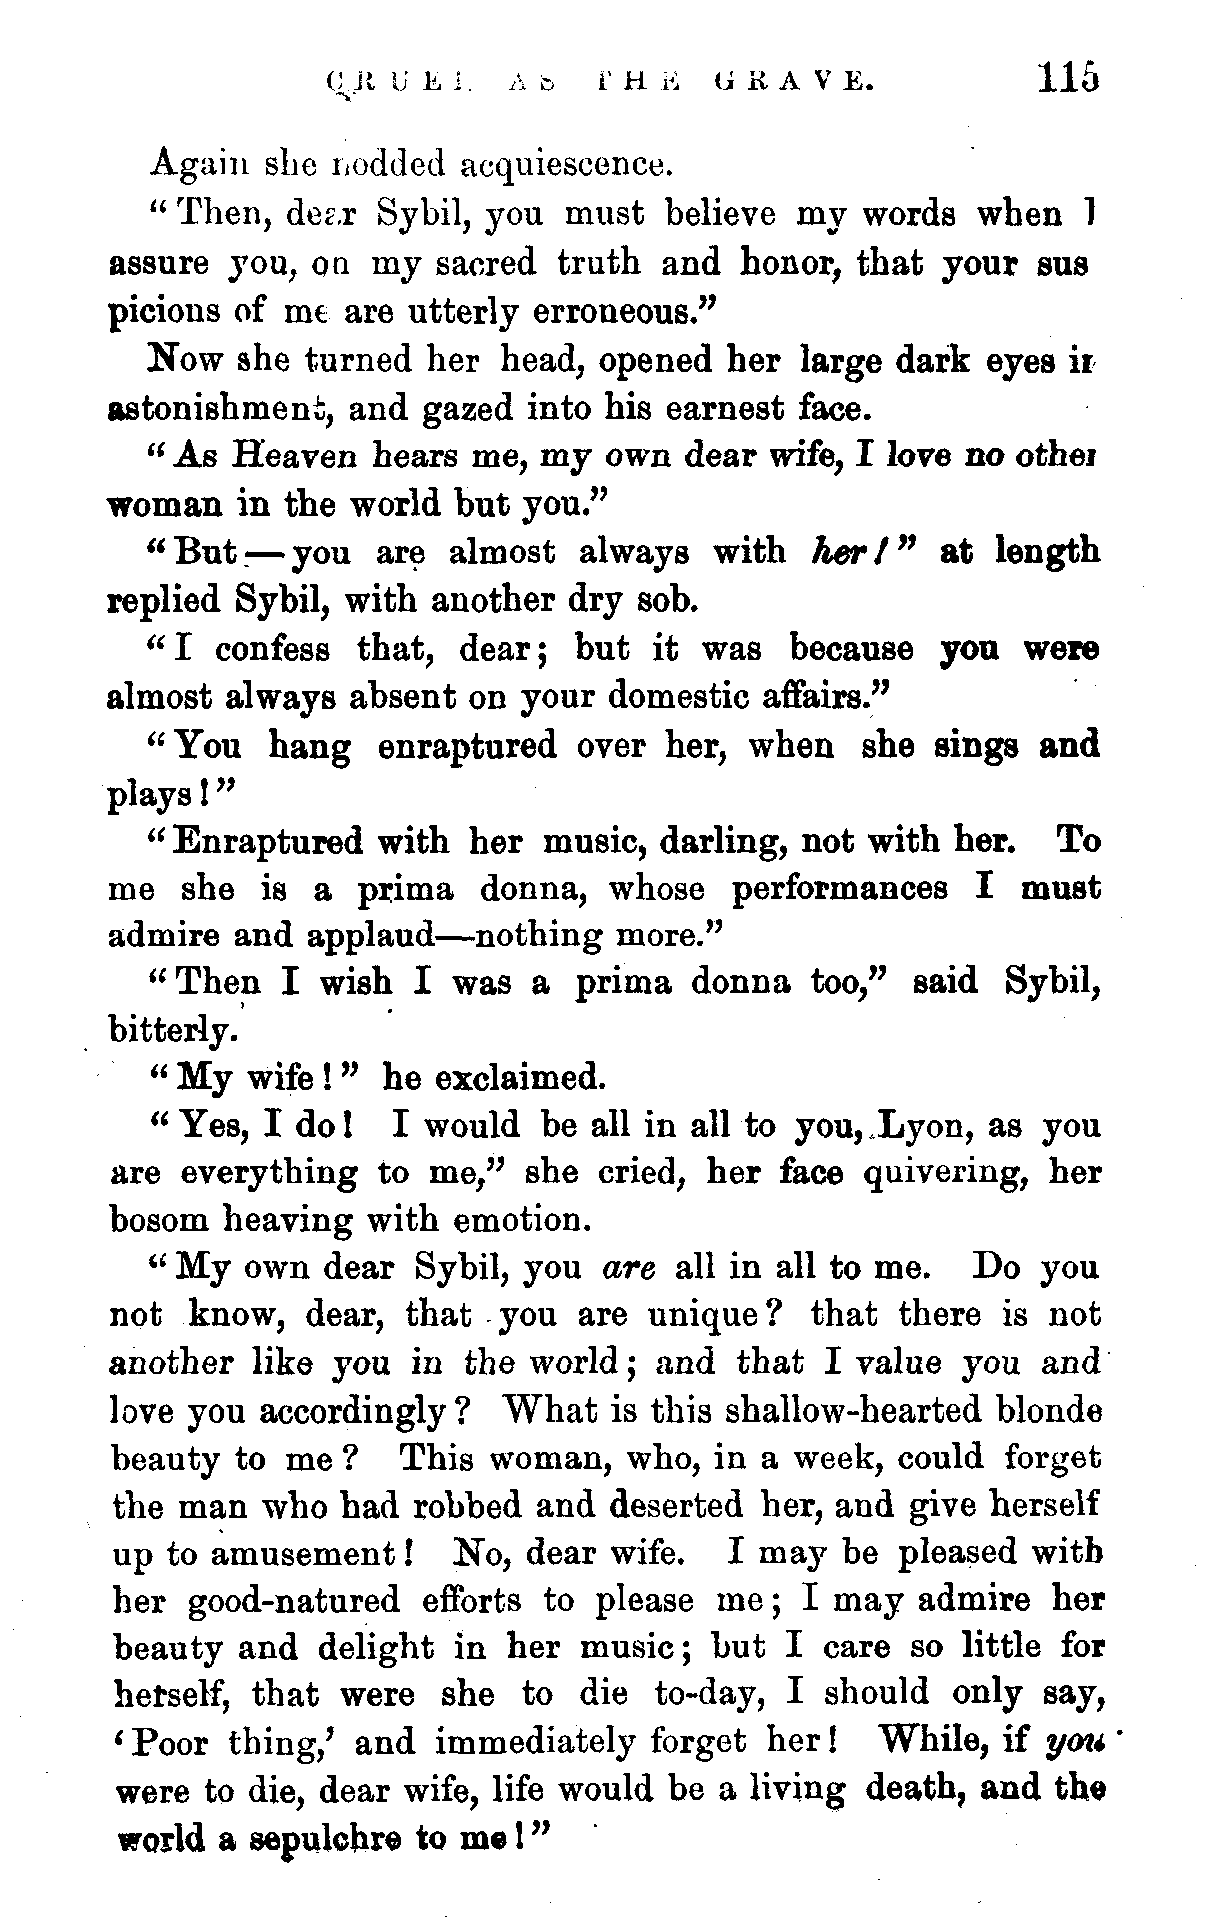 CRUEL AS THE GRAVE. 115
Again she nodded acquiescence.
"Then, dear Sybil, you must believe my words when I
assure you, on my sacred truth and honor, that your sus
picions of me are utterly erroneous."
Now she turned her head, opened her large dark eyes in
astonishment, and gazed into his earnest face.
"As Heaven hears me, my own dear wife, I love no other
woman in the world but you."
"But—you are almost always with her!" at length
replied Sybil, with another dry sob.
"I confess that, dear; but it was because you were
almost always absent on your domestic affairs."
"You hang enraptured over her, when she sings and
plays!"
"Enraptured with her music, darling, not with her. To
me she is a prima donna, whose performances I must
admire and applaud—nothing more."
"Then I wish I was a prima donna too," said Sybil,
bitterly.
"My wife!" he exclaimed.
"Yes, I do! I would be all in all to you, Lyon, as you
are everything to me," she cried, her face quivering, her
bosom heaving with emotion.
"My own dear Sybil, you are all in all to me. Do you
not know, dear, that you are unique? that there is not
another like you in the world; and that I value you and
love you accordingly? What is this shallow-hearted blonde
beauty to me? This woman, who, in a week, could forget
the man who had robbed and deserted her, and give herself
up to amusement! No, dear wife. I may be pleased with
her good-natured efforts to please me; I may admire her
beauty and delight in her music; but I care so little for
herself, that were she to die to-day, I should only say,
'Poor thing,' and immediately forget her! While, if you
were to die, dear wife, life would be a living death, and the
world a sepulchre to me!"